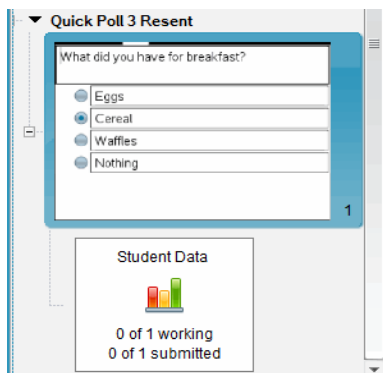 Quick Poll 3 Resent
What did you have for breakfast?
Eggs
Cereal
Waffles
Nothing
1
Student Data
0 of 1 working
0 of 1 submitted